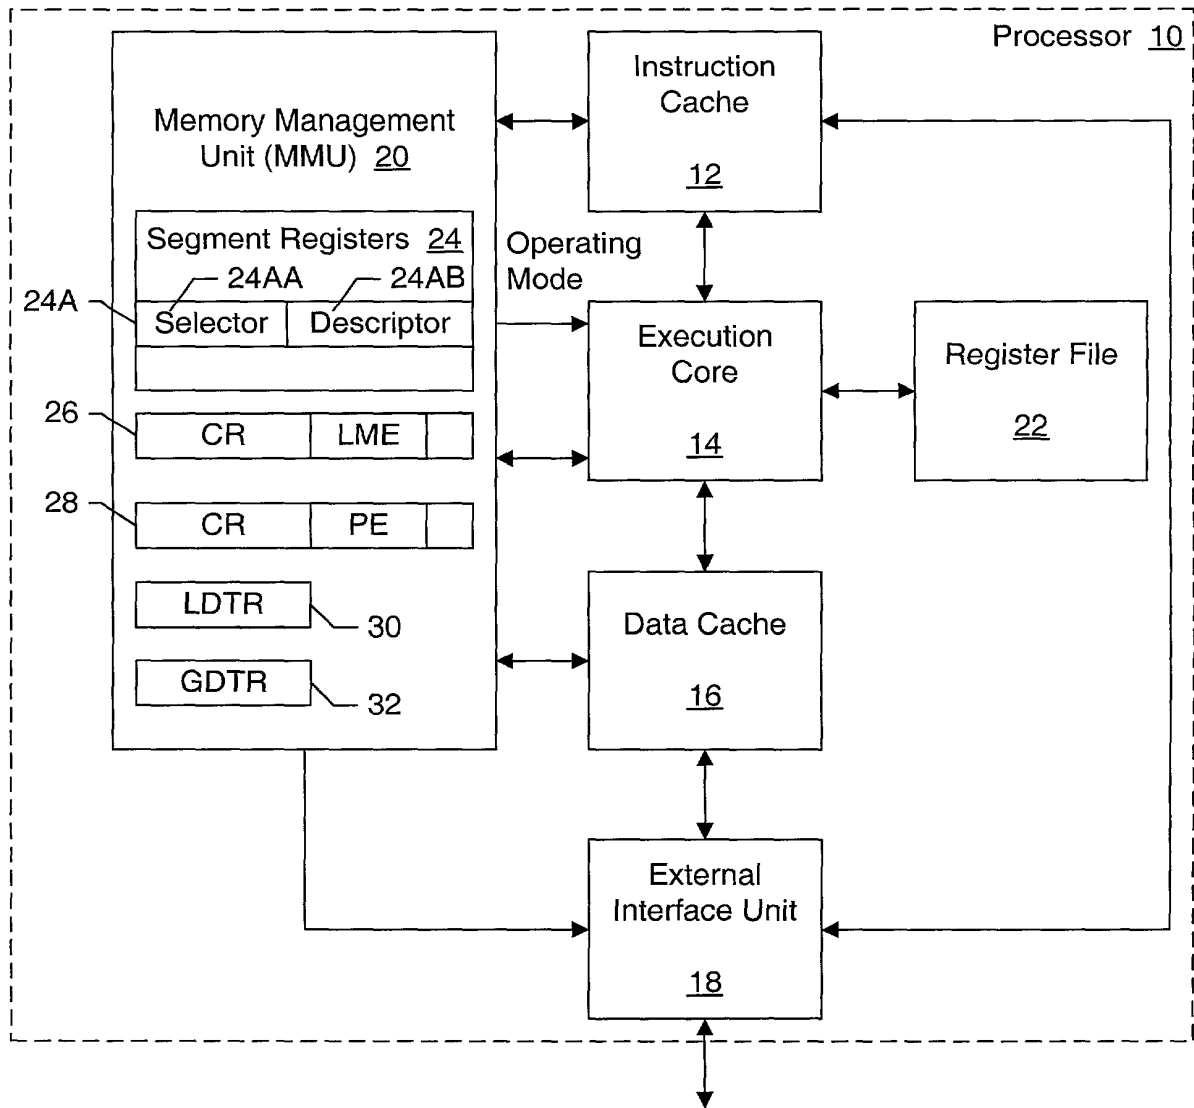 Processor 10
Memory Management
Unit (MMU) 20
Segment Registers 24
24AA
24AB
24A
Selector
Descriptor
26
CR
LME
28
CR
PE
LDTR
30
GDTR
32
Operating
Mode
Instruction
Cache
12
Execution
Core
14
Register File
22
Data Cache
16
External
Interface Unit
18